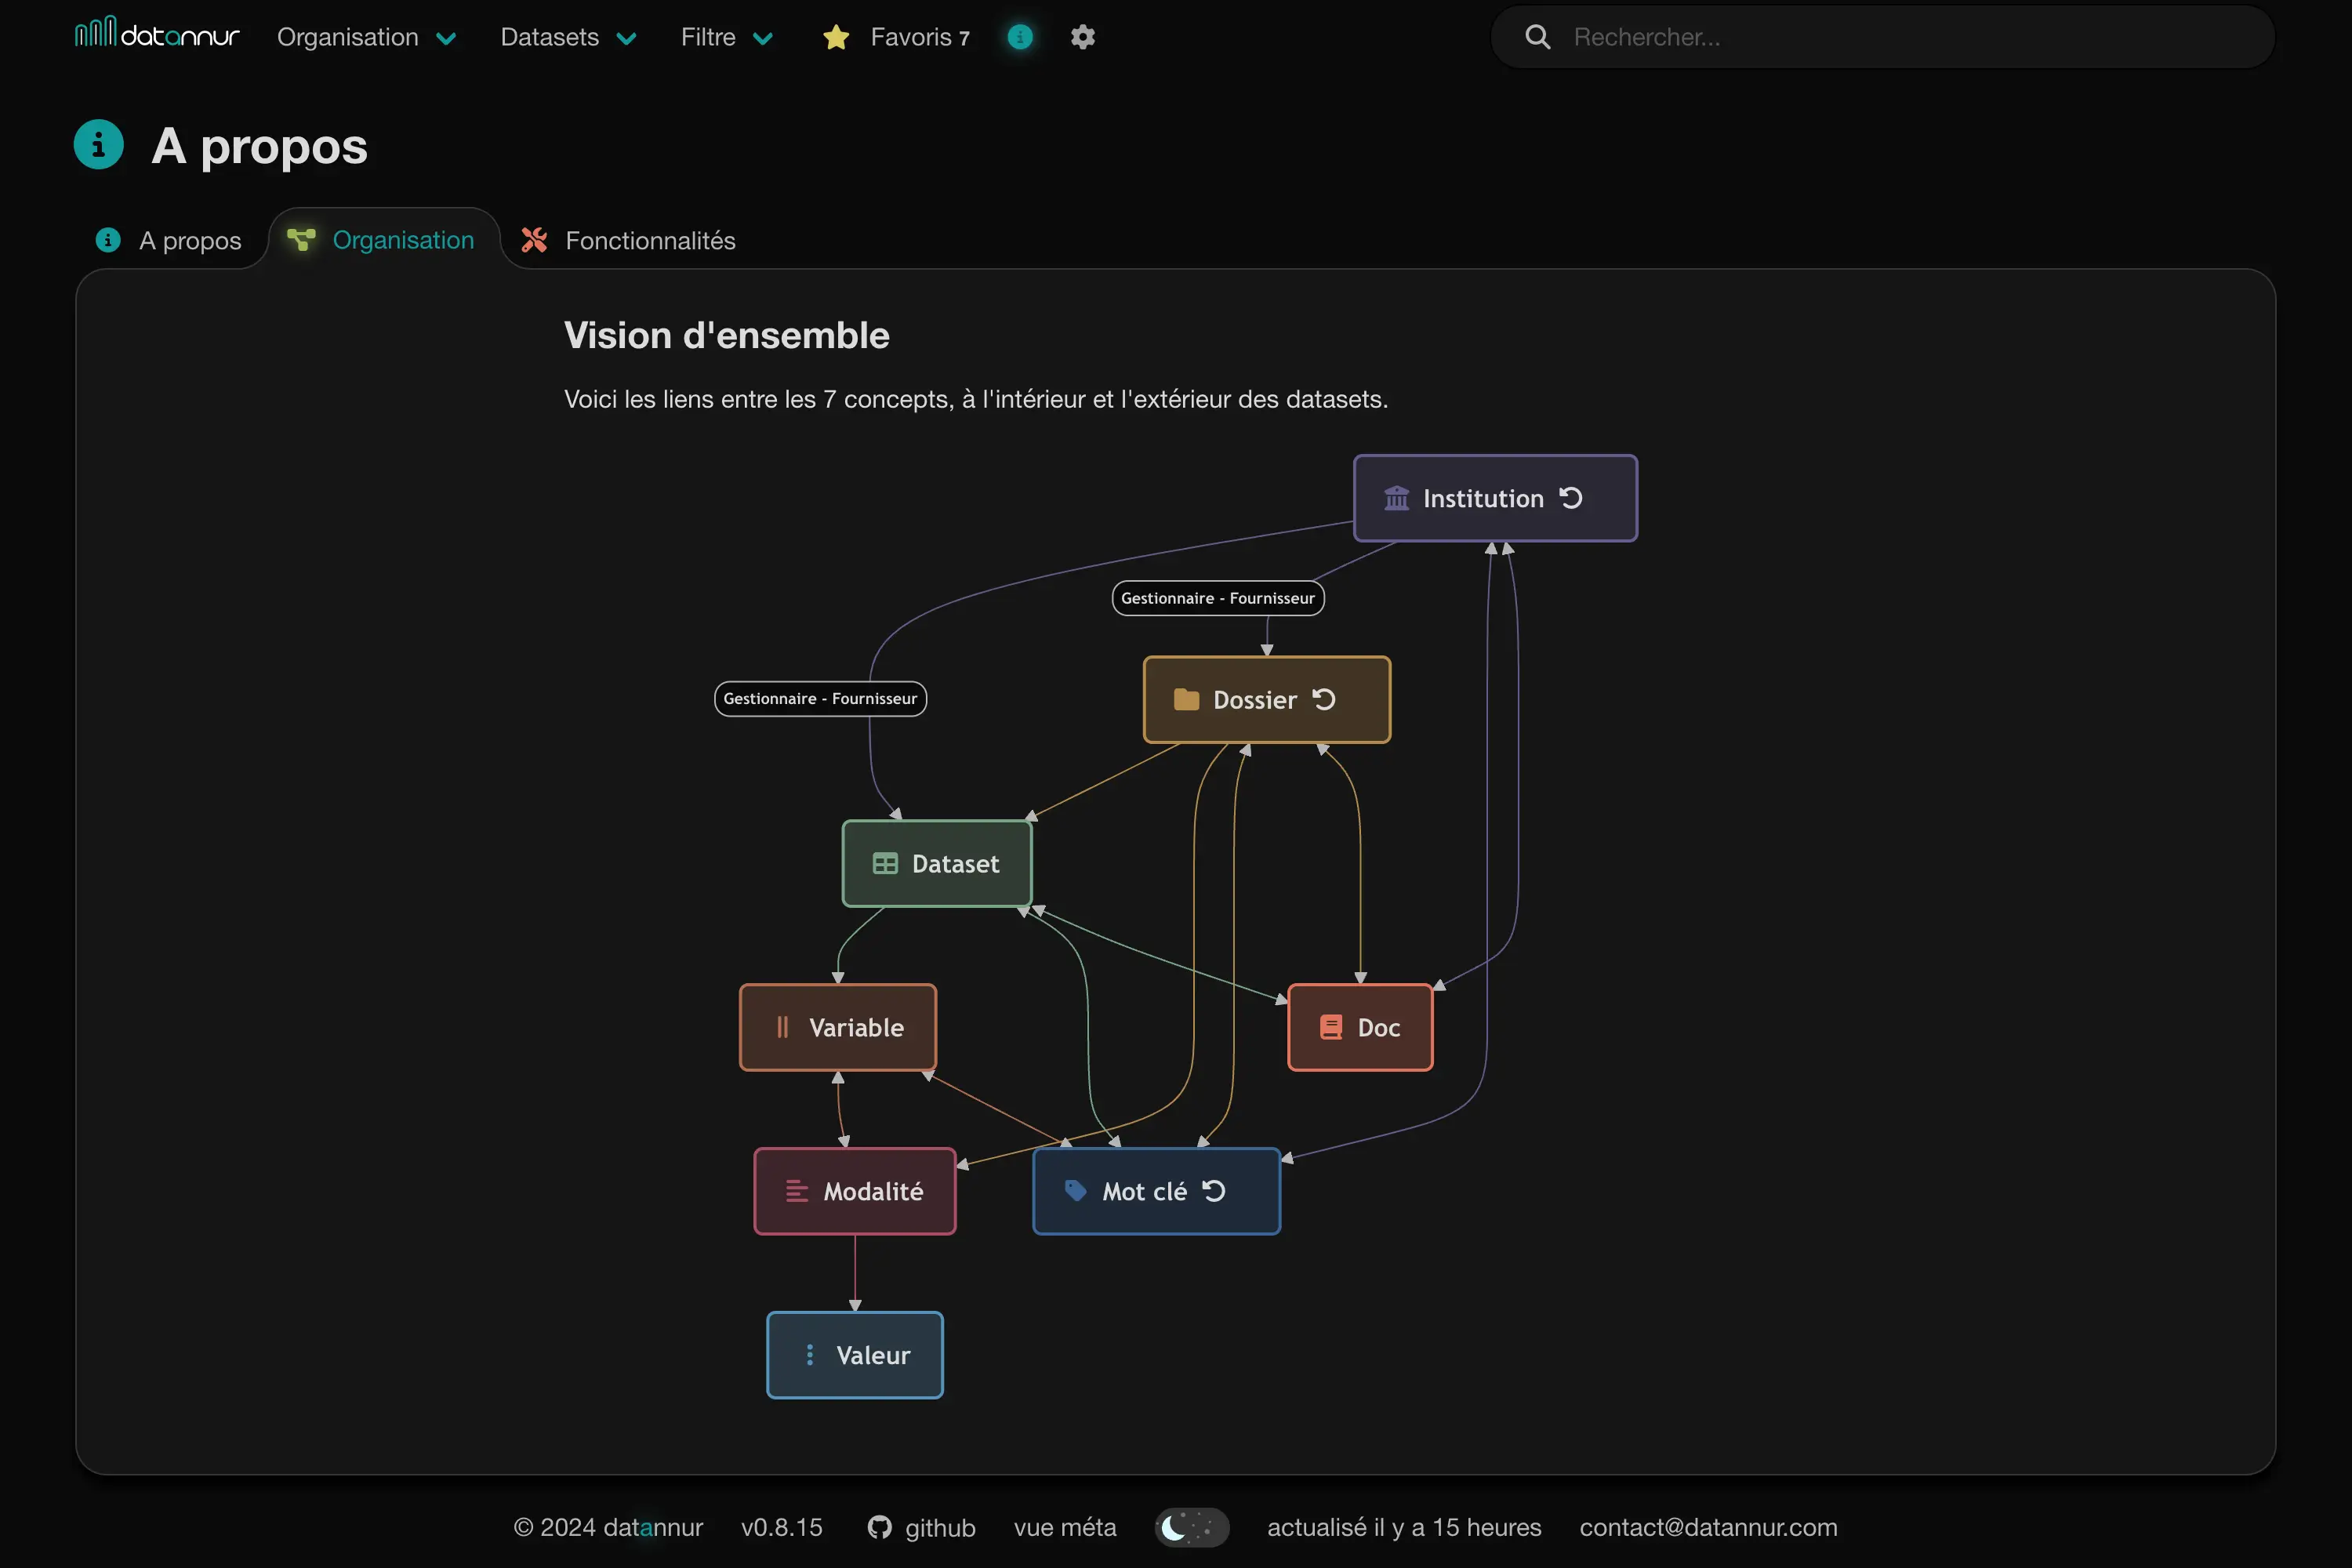 datannur Organisation Datasets Filtre Favoris 7 Rechercher...
A propos
A propos Organisation Fonctionnalités
Vision d'ensemble
Voici les liens entre les 7 concepts, à l'intérieur et l'extérieur des datasets.
Institution
Gestionnaire - Fournisseur
Gestionnaire - Fournisseur
Dossier
Dataset
Variable
Doc
Modalité
Mot clé
Valeur
© 2024 datannur v0.8.15 github vue méta actualisé il y a 15 heures contact@datannur.com